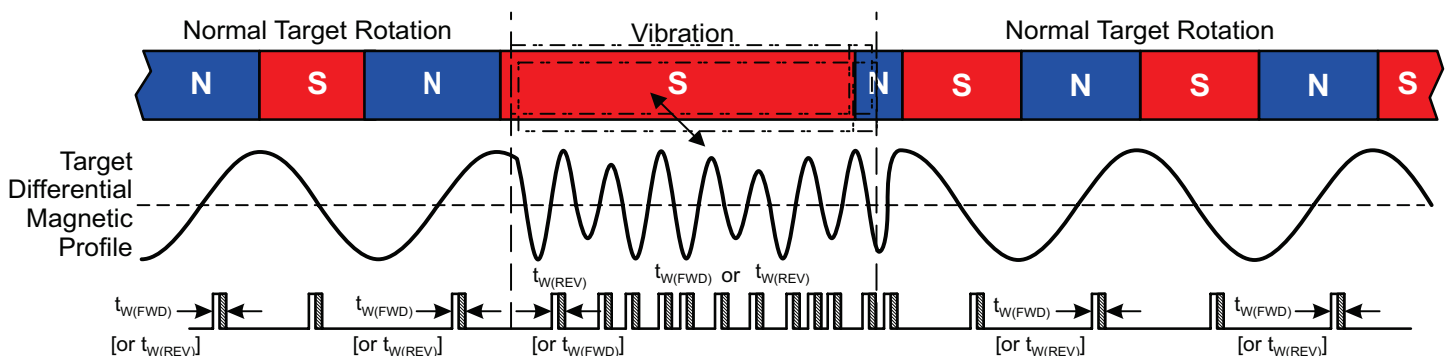 Normal Target Rotation
Vibration
Normal Target Rotation
N S N S N S N S N S
Target
Differential
Magnetic
Profile
tW(REV) tW(FWD) or tW(REV)
tW(FWD) tW(FWD) tW(FWD) tW(FWD)
[or tW(REV)] [or tW(REV)] [or tW(FWD)] [or tW(REV)] [or tW(REV)]